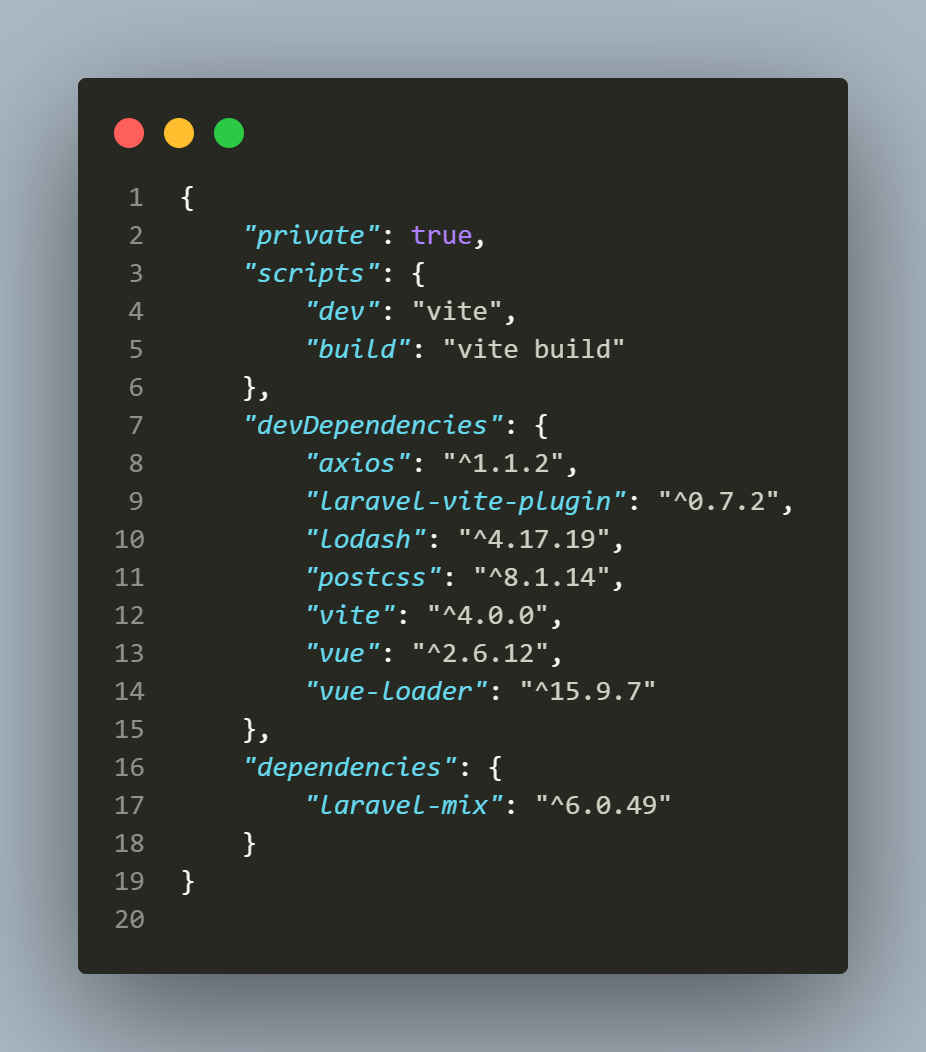 1 {
2     "private": true,
3     "scripts": {
4         "dev": "vite",
5         "build": "vite build"
6     },
7     "devDependencies": {
8         "axios": "^1.1.2",
9         "laravel-vite-plugin": "^0.7.2",
10         "lodash": "^4.17.19",
11         "postcss": "^8.1.14",
12         "vite": "^4.0.0",
13         "vue": "^2.6.12",
14         "vue-loader": "^15.9.7"
15     },
16     "dependencies": {
17         "laravel-mix": "^6.0.49"
18     }
19 }
20